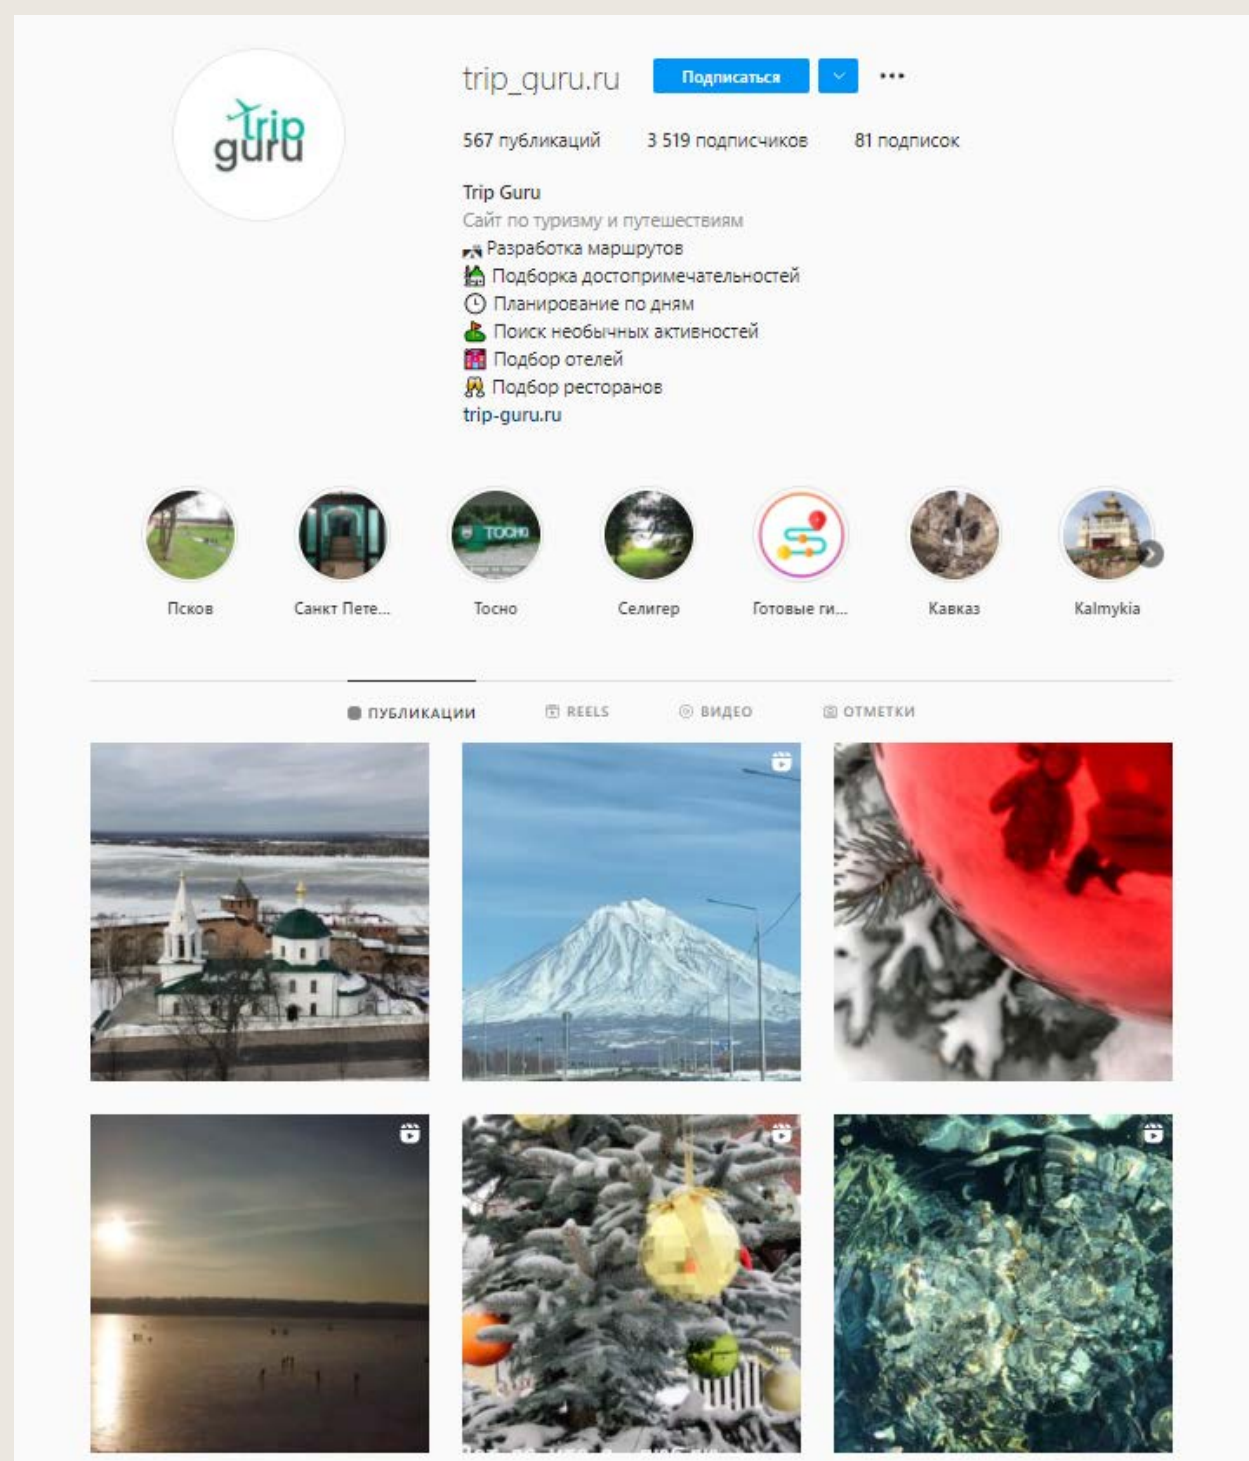 trip
guru
trip_guru.ru Подписаться
567 публикаций 3 519 подписчиков 81 подписок
Trip Guru
Сайт по туризму и путешествиям
Разработка маршрутов
Подборка достопримечательностей
Планирование по дням
Поиск необычных активностей
Подбор отелей
Подбор ресторанов
trip-guru.ru
ТОСНО
Псков Санкт Пете... Тосно Селигер Готовые ги... Кавказ Kalmykia
ПУБЛИКАЦИИ REELS ВИДЕО ОТМЕТКИ